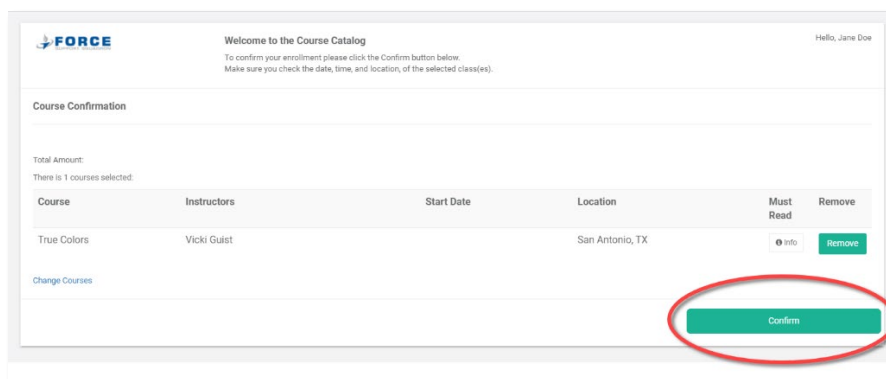 FORCE
Welcome to the Course Catalog
Hello, Jane Doe
To confirm your enrollment please click the Confirm button below.
Make sure you check the date, time, and location, of the selected class(es).
Course Confirmation
Total Amount:
There is 1 courses selected:
Course Instructors Start Date Location Must Read Remove
True Colors Vicki Guist San Antonio, TX Info Remove
Change Courses
Confirm